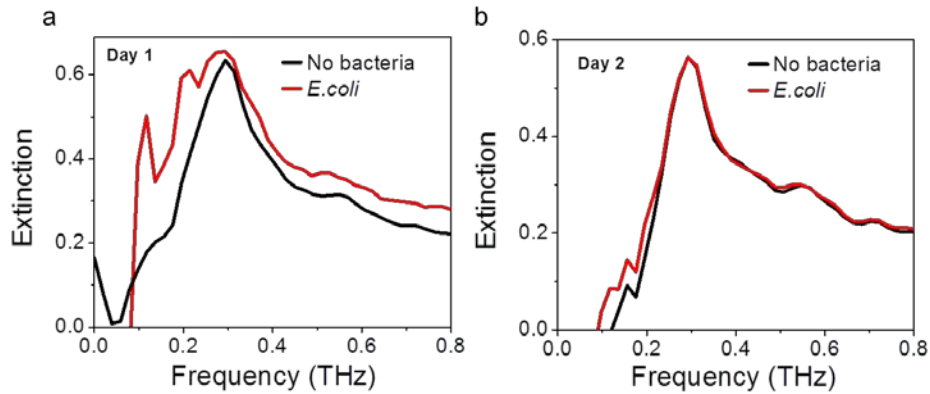 a
Day 1
No bacteria
E.coli
Extinction
0.6
0.4
0.2
0.0
0.0 0.2 0.4 0.6 0.8
Frequency (THz)
b
Day 2
No bacteria
E.coli
Extinction
0.6
0.4
0.2
0.0
0.0 0.2 0.4 0.6 0.8
Frequency (THz)